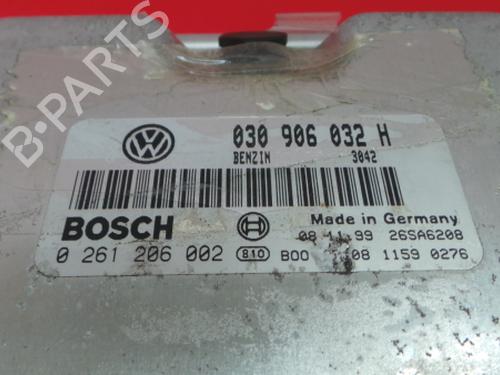 B-Parts
030 906 032 H
BENZIN 3042
BOSCH
Made in Germany
08.11.99 26SA6208
0 261 206 002 810 B00 08 1159 0276